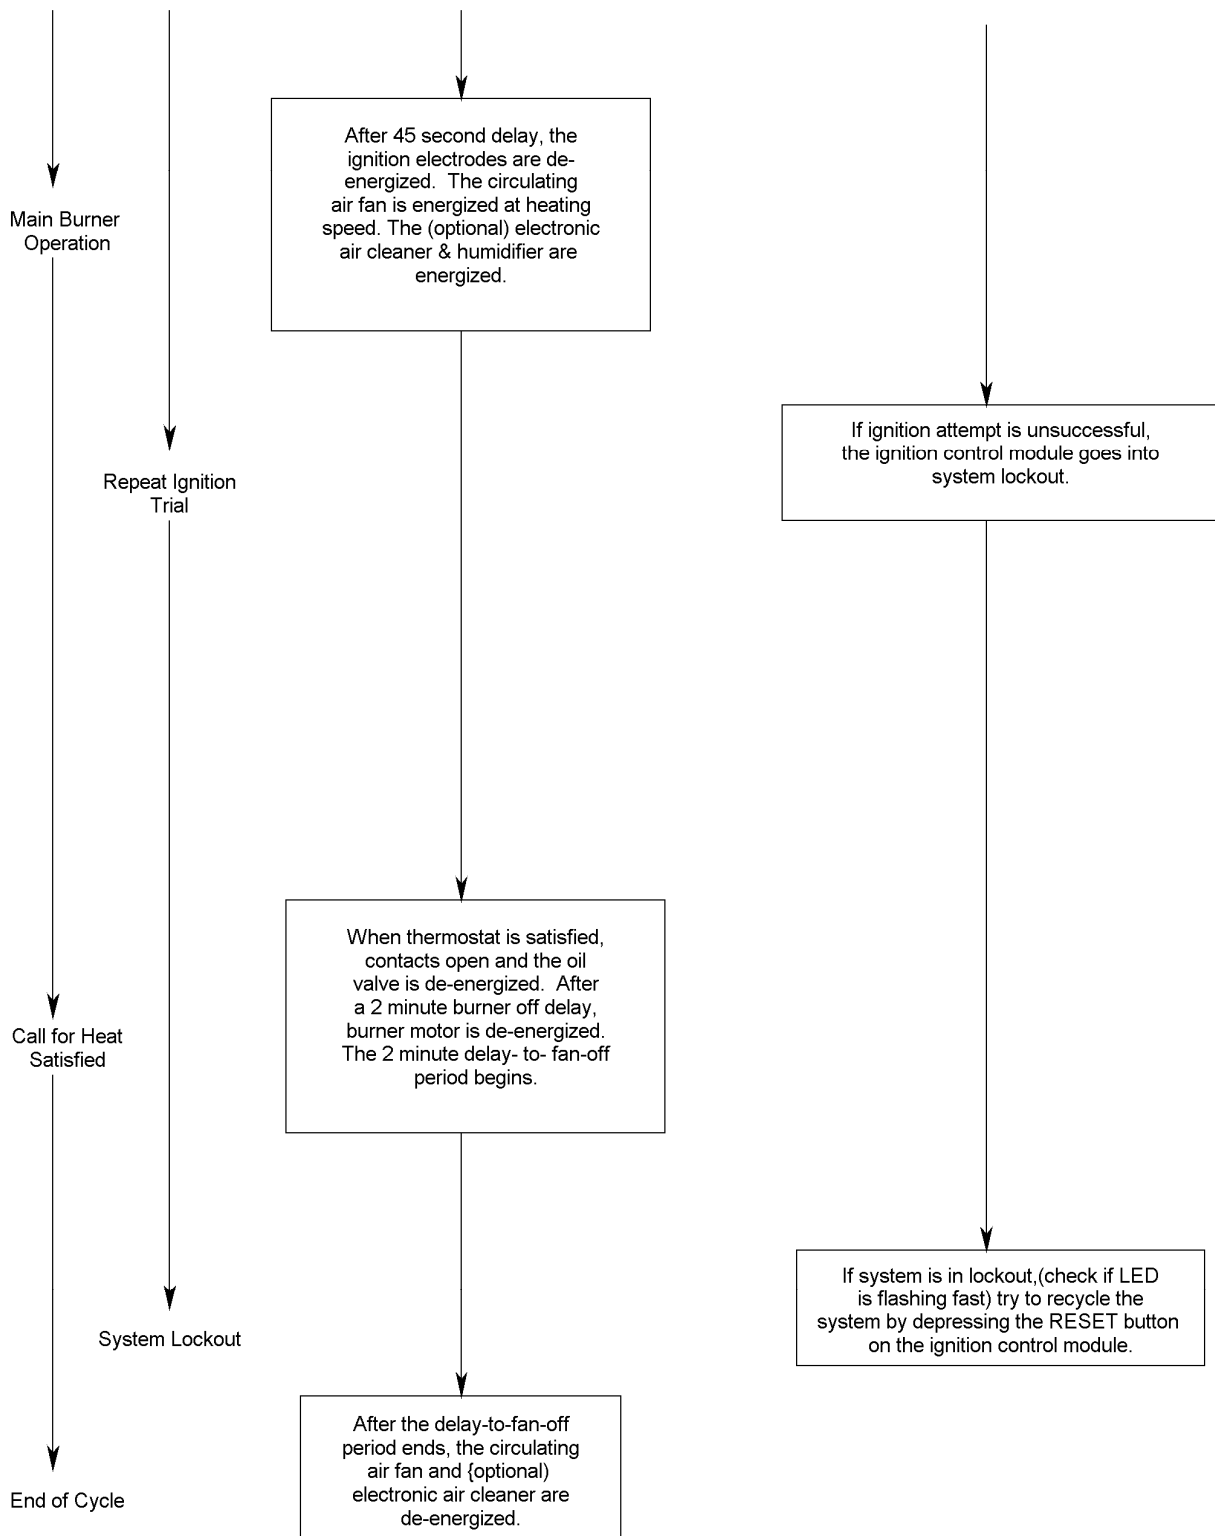 After 45 second delay, the
ignition electrodes are de-
energized.  The circulating
air fan is energized at heating
speed. The (optional) electronic
air cleaner & humidifier are
energized.
Main Burner
Operation
If ignition attempt is unsuccessful,
the ignition control module goes into
system lockout.
Repeat Ignition
Trial
When thermostat is satisfied,
contacts open and the oil
valve is de-energized.  After
a 2 minute burner off delay,
burner motor is de-energized.
The 2 minute delay- to- fan-off
period begins.
Call for Heat
Satisfied
If system is in lockout,(check if LED
is flashing fast) try to recycle the
system by depressing the RESET button
on the ignition control module.
System Lockout
After the delay-to-fan-off
period ends, the circulating
air fan and {optional)
electronic air cleaner are
de-energized.
End of Cycle